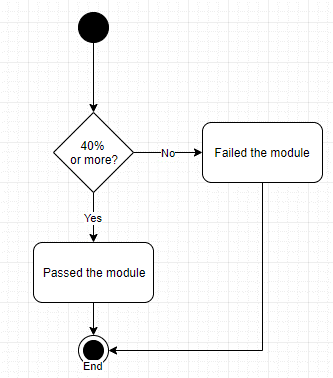 40%
or more?
No
Failed the module
Yes
Passed the module
End